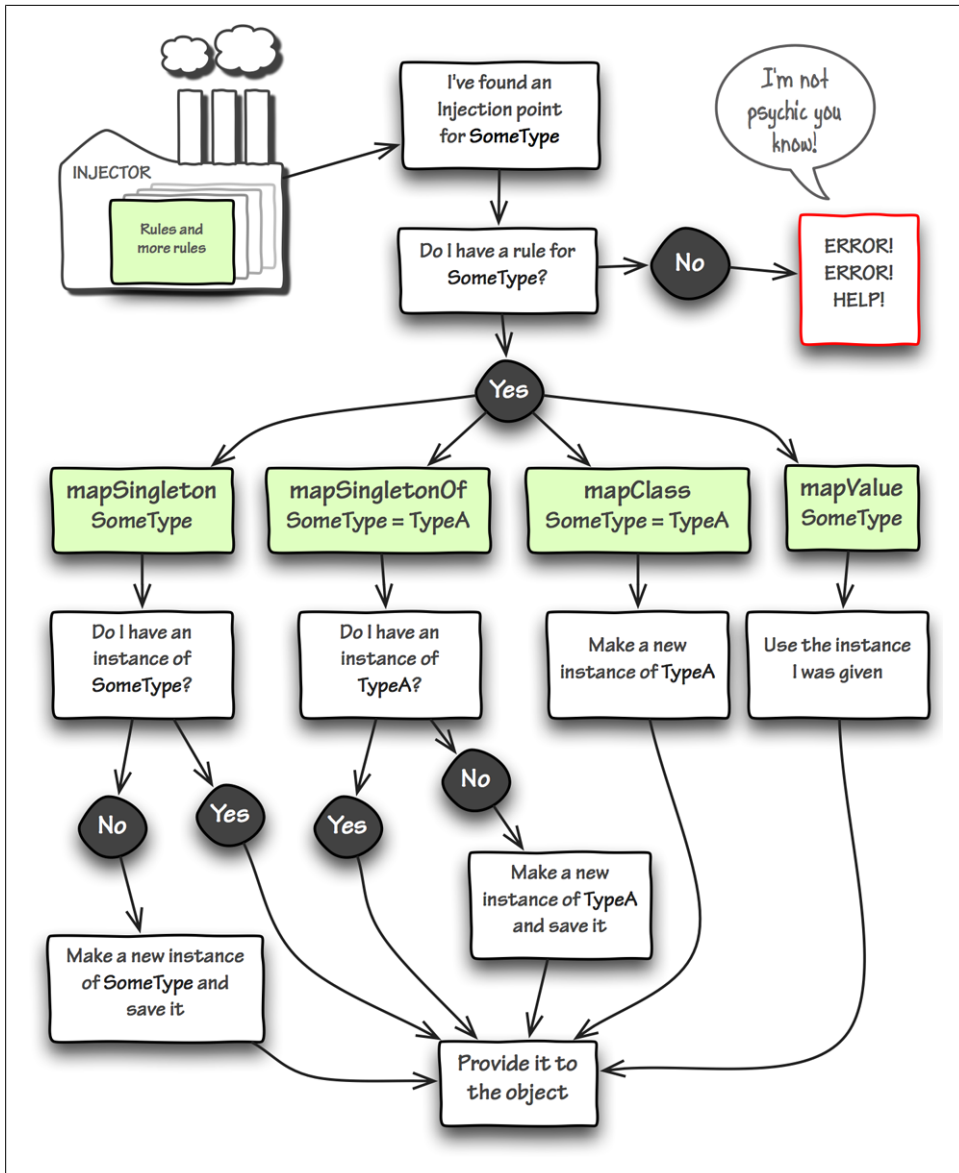 I've found an
Injection point
for SomeType
I'm not
psychic you
know!
INJECTOR
Rules and
more rules
Do I have a rule for
SomeType?
No
ERROR!
ERROR!
HELP!
Yes
mapSingleton
SomeType
mapSingletonOf
SomeType = TypeA
mapClass
SomeType = TypeA
mapValue
SomeType
Do I have an
instance of
SomeType?
Do I have an
instance of
TypeA?
Make a new
instance of TypeA
Use the instance
I was given
No
Yes
Yes
No
Make a new
instance of TypeA
and save it
Make a new instance
of SomeType and
save it
Provide it to
the object